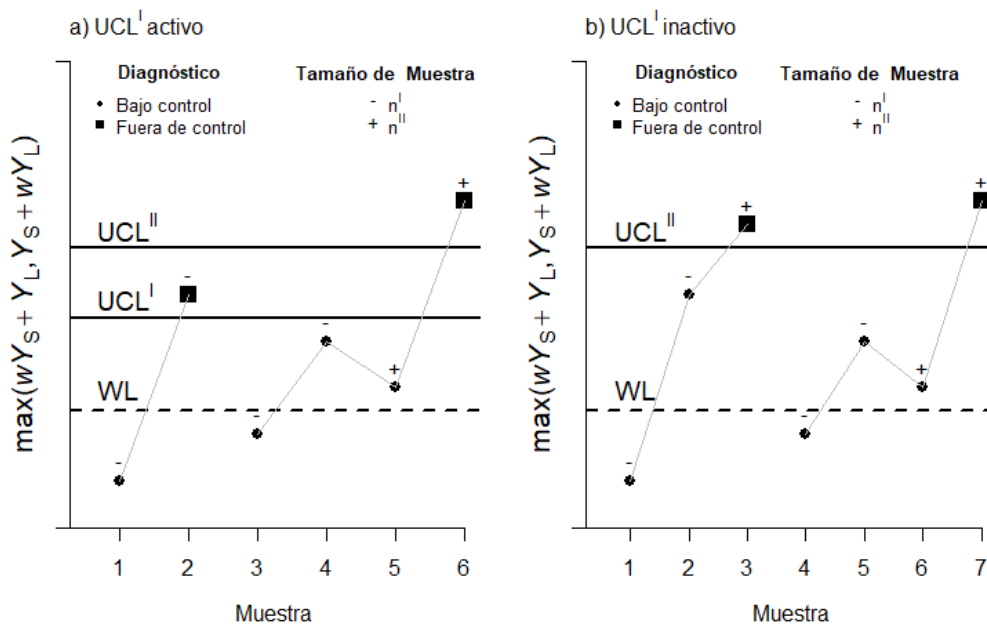 a) UCL^I activo
Diagnóstico Tamaño de Muestra
Bajo control - n^I
Fuera de control + n^II
max(wY_S + Y_L, Y_S + wY_L)
UCL^II
UCL^I
WL
- - - - + +
1 2 3 4 5 6
Muestra
b) UCL^I inactivo
Diagnóstico Tamaño de Muestra
Bajo control - n^I
Fuera de control + n^II
max(wY_S + Y_L, Y_S + wY_L)
UCL^II
WL
- - + - - + +
1 2 3 4 5 6 7
Muestra